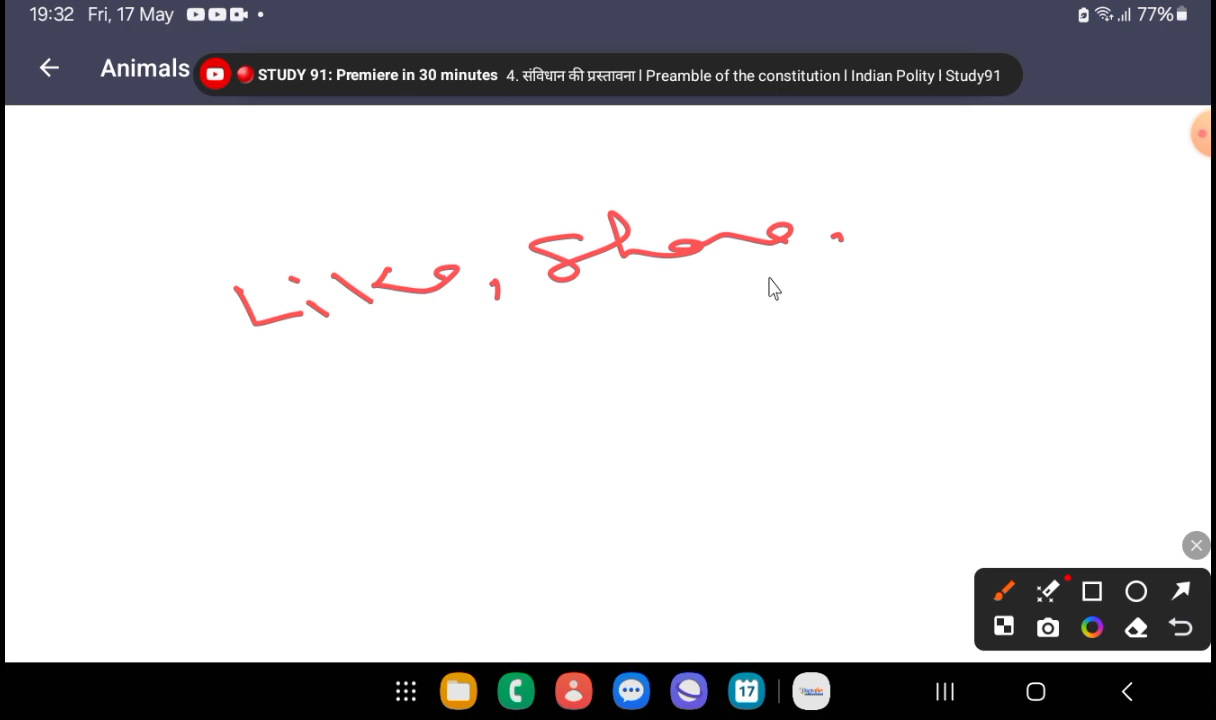 19:32 Fri, 17 May 77%
Animals
STUDY 91: Premiere in 30 minutes 4. संविधान की प्रस्तावना l Preamble of the constitution l Indian Polity l Study91
Like, Share,
17